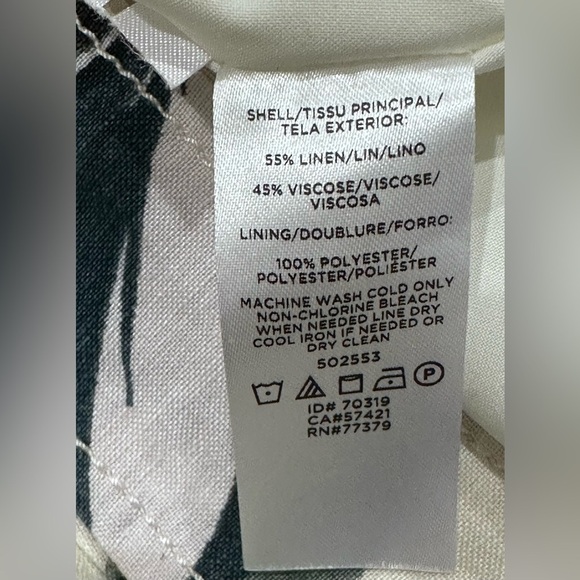 SHELL/TISSU PRINCIPAL/
TELA EXTERIOR:
55% LINEN/LIN/LINO
45% VISCOSE/VISCOSE/
VISCOSA
LINING/DOUBLURE/FORRO:
100% POLYESTER/
POLYESTER/POLIÉSTER
MACHINE WASH COLD ONLY
NON-CHLORINE BLEACH
WHEN NEEDED LINE DRY
COOL IRON IF NEEDED OR
DRY CLEAN
502553
P
ID# 70319
CA#57421
RN#77379